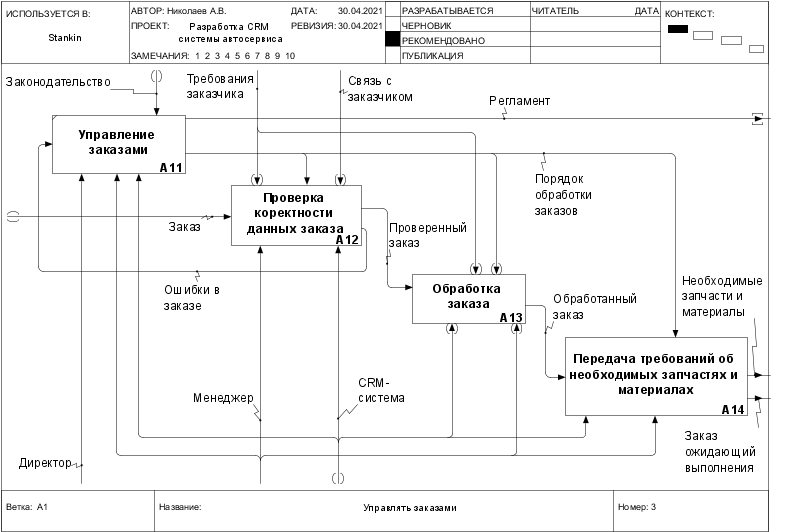 ИСПОЛЬЗУЕТСЯ В:
Stankin
АВТОР: Николаев А.В.
ДАТА: 30.04.2021
ПРОЕКТ: Разработка CRM
системы автосервиса
РЕВИЗИЯ: 30.04.2021
ЗАМЕЧАНИЯ: 1 2 3 4 5 6 7 8 9 10
РАЗРАБАТЫВАЕТСЯ
ЧЕРНОВИК
РЕКОМЕНДОВАНО
ПУБЛИКАЦИЯ
ЧИТАТЕЛЬ
ДАТА
КОНТЕКСТ:
Законодательство
Требования
заказчика
Связь с
заказчиком
Регламент
Управление
заказами
A11
Порядок
обработки
заказов
Заказ
Проверка
коректности
данных заказа
A12
Проверенный
заказ
Ошибки в
заказе
Обработка
заказа
A13
Обработанный
заказ
Необходимые
запчасти и
материалы
Передача требований об
необходимых запчастях и
материалах
A14
Менеджер
CRM-
система
Директор
Заказ
ожидающий
выполнения
Ветка: A1
Название:
Управлять заказами
Номер: 3